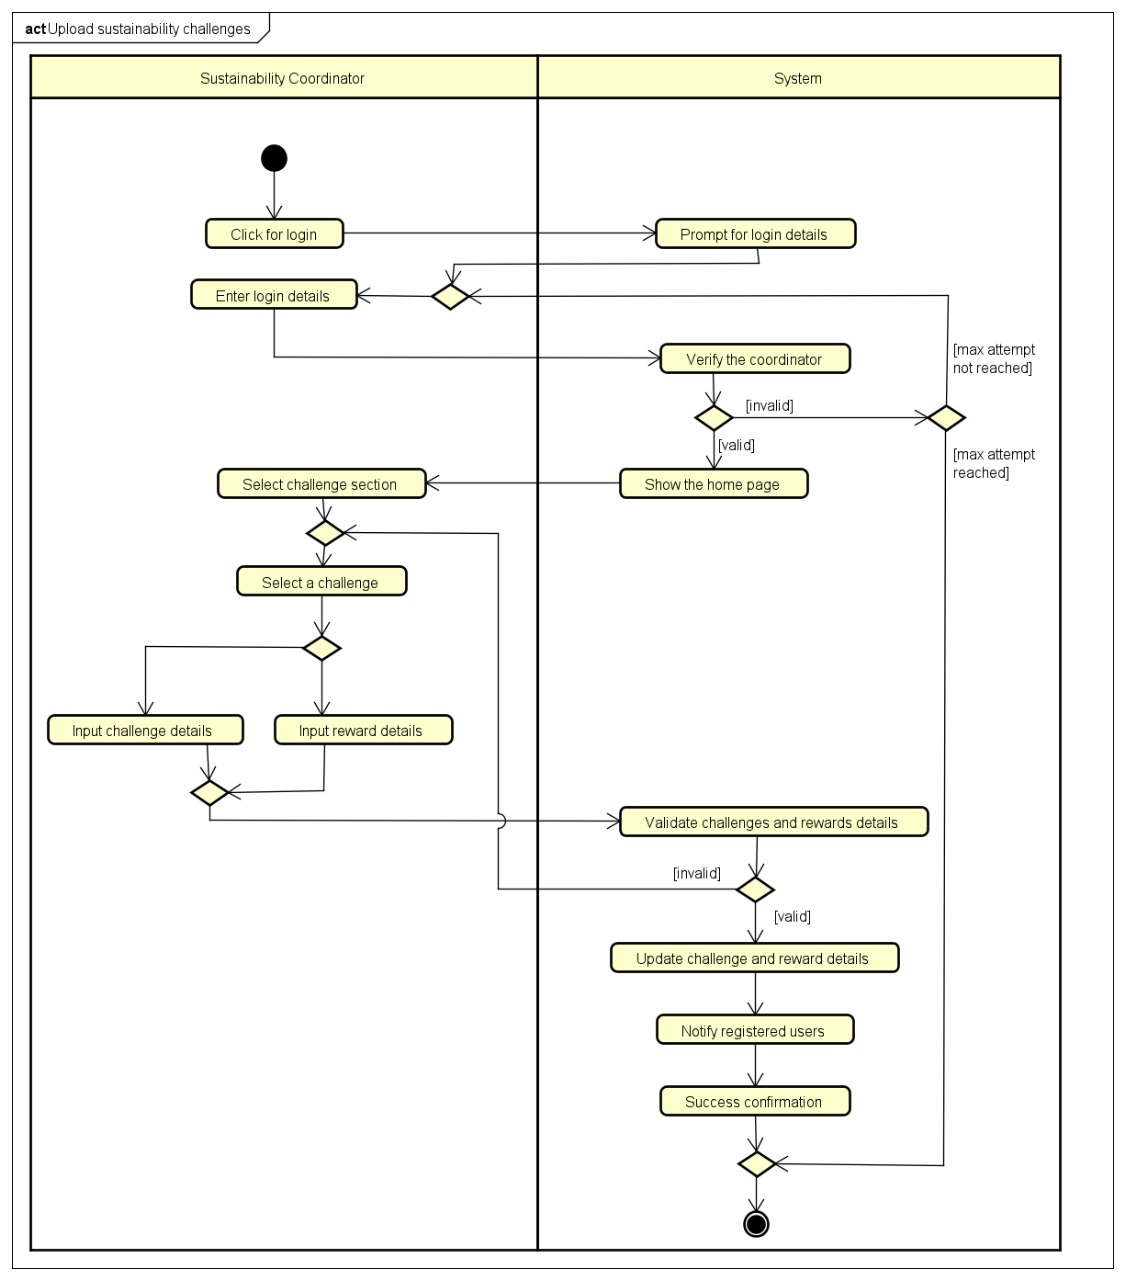 act Upload sustainability challenges
Sustainability Coordinator
System
Click for login
Prompt for login details
Enter login details
[max attempt
not reached]
Verify the coordinator
[invalid]
[valid]
[max attempt
reached]
Select challenge section
Show the home page
Select a challenge
Input challenge details
Input reward details
Validate challenges and rewards details
[invalid]
[valid]
Update challenge and reward details
Notify registered users
Success confirmation